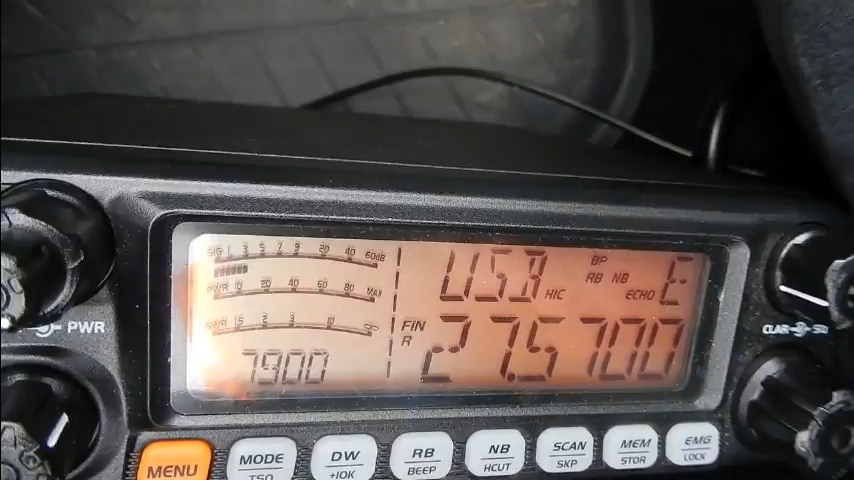 SIG 1 3 5 7 9 20 40 60dB
PWR 10 20 40 60 80 MAX
SWR 1.5 2 3 10 ∞
7900
USB HIC
BP
RB NB
ECHO
E
FIN
R
27.5700
PWR
CLAR
MENU
MODE
DW
+10K
RB
BEEP
NB
HCUT
SCAN
SKP
MEM
STOR
EMG
LOCK